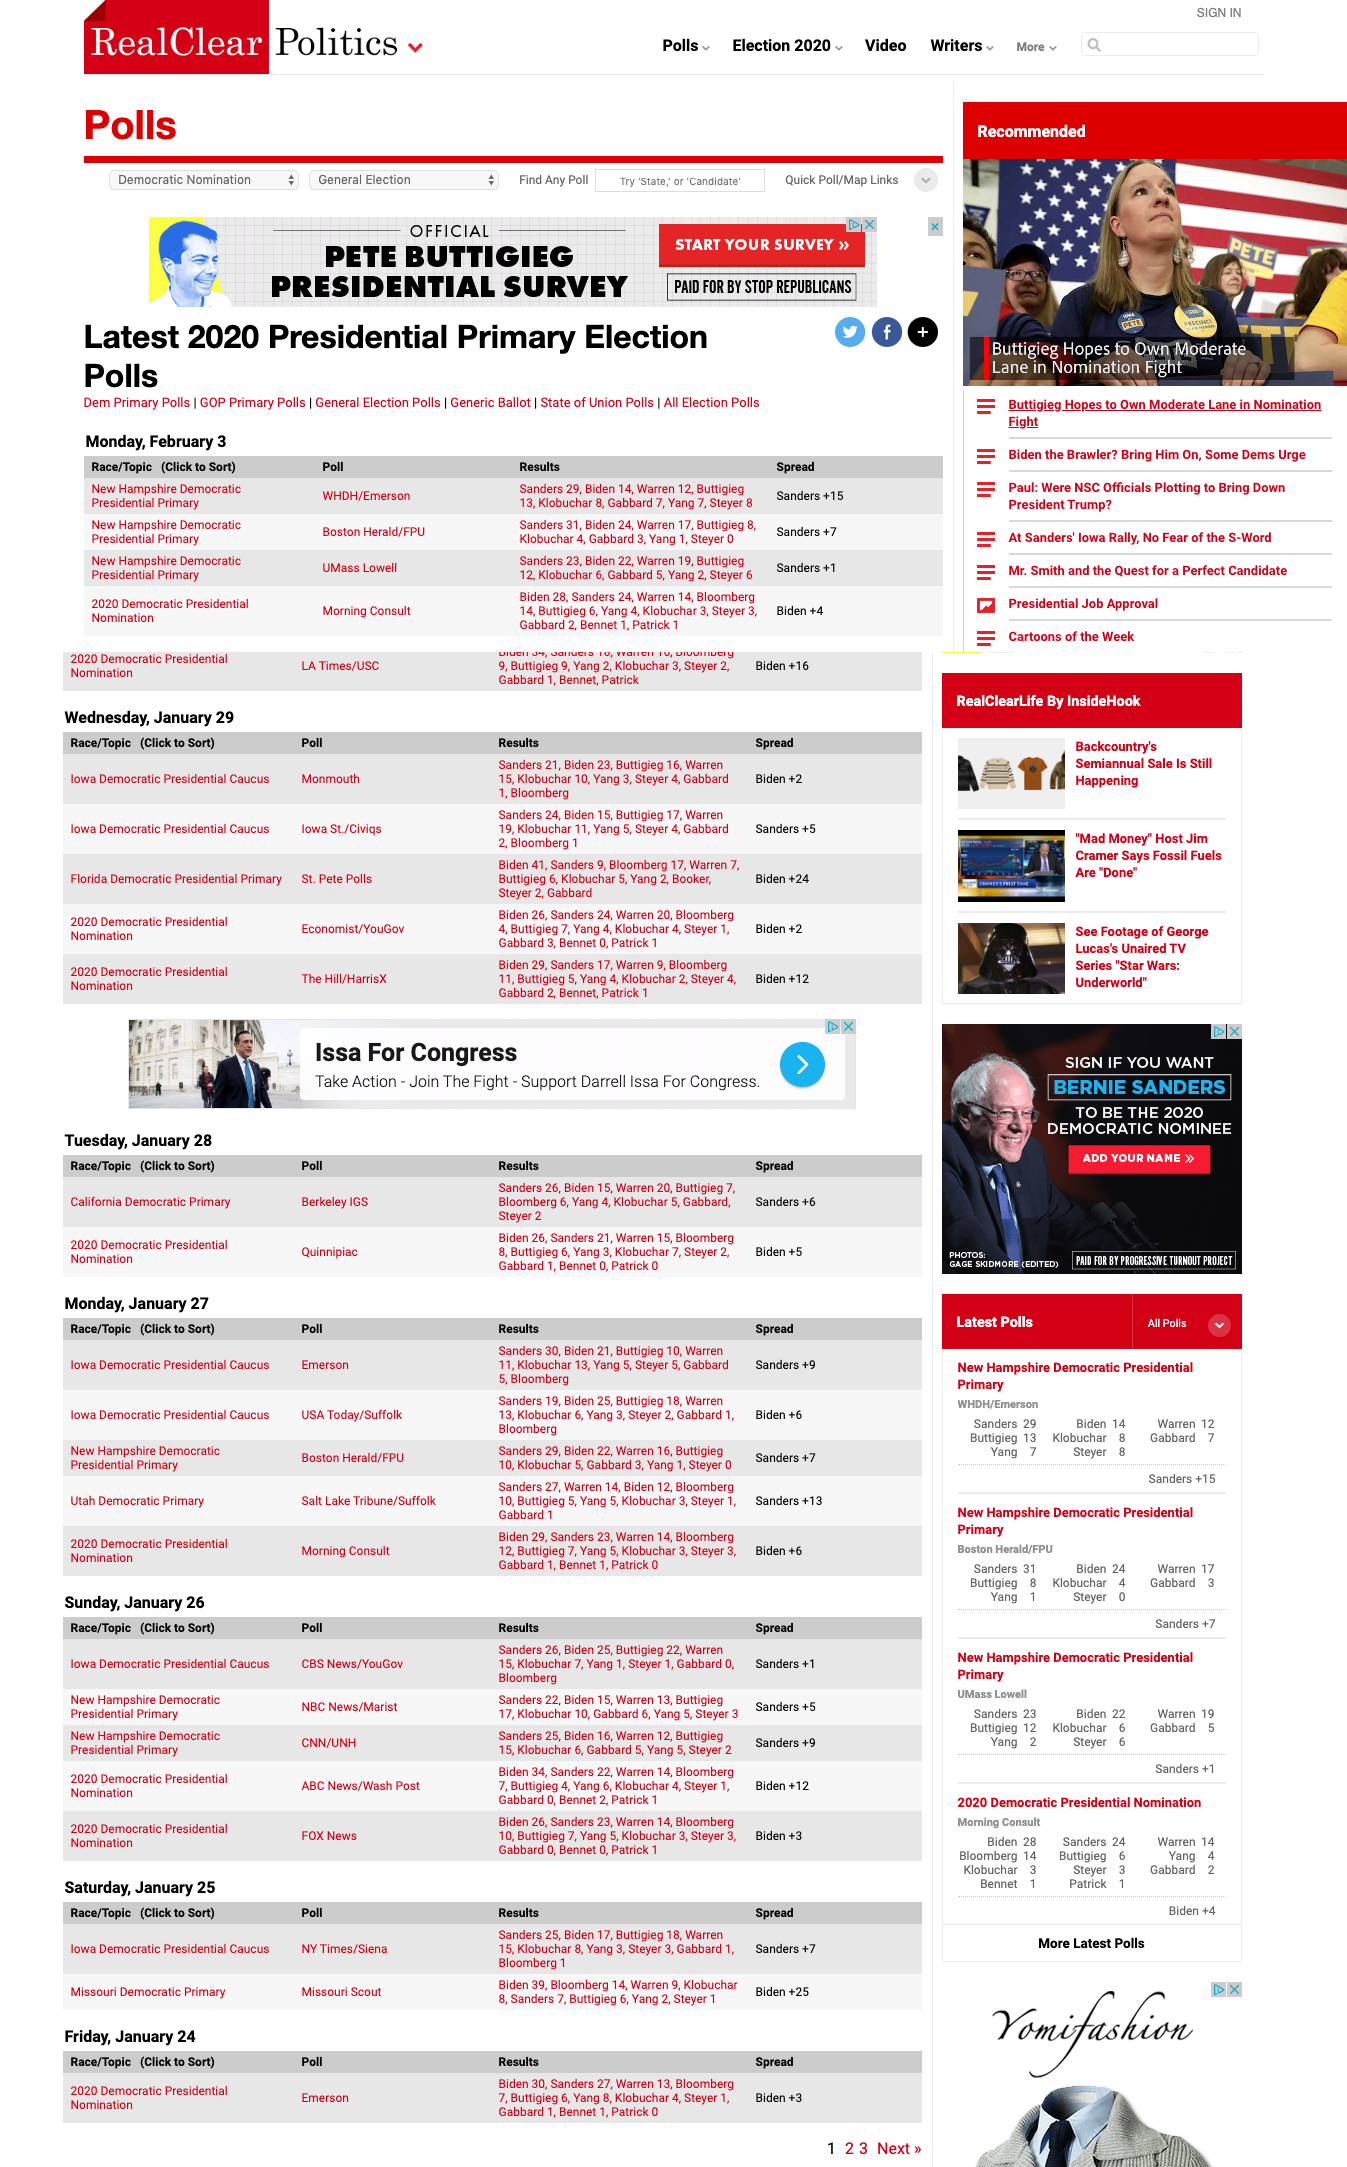 RealClear Politics
SIGN IN
Polls
Election 2020
Video
Writers
More
Polls
Democratic Nomination
General Election
Find Any Poll
Try 'State,' or 'Candidate'
Quick Poll/Map Links
OFFICIAL
PETE BUTTIGIEG
PRESIDENTIAL SURVEY
START YOUR SURVEY »
PAID FOR BY STOP REPUBLICANS
Latest 2020 Presidential Primary Election
Polls
Dem Primary Polls | GOP Primary Polls | General Election Polls | Generic Ballot | State of Union Polls | All Election Polls
Monday, February 3
Race/Topic (Click to Sort) Poll Results Spread
New Hampshire Democratic
Presidential Primary
WHDH/Emerson
Sanders 29, Biden 14, Warren 12, Buttigieg
13, Klobuchar 8, Gabbard 7, Yang 7, Steyer 8
Sanders +15
New Hampshire Democratic
Presidential Primary
Boston Herald/FPU
Sanders 31, Biden 24, Warren 17, Buttigieg 8,
Klobuchar 4, Gabbard 3, Yang 1, Steyer 0
Sanders +7
New Hampshire Democratic
Presidential Primary
UMass Lowell
Sanders 23, Biden 22, Warren 19, Buttigieg
12, Klobuchar 6, Gabbard 5, Yang 2, Steyer 6
Sanders +1
2020 Democratic Presidential
Nomination
Morning Consult
Biden 28, Sanders 24, Warren 14, Bloomberg
14, Buttigieg 6, Yang 4, Klobuchar 3, Steyer 3,
Gabbard 2, Bennet 1, Patrick 1
Biden +4
2020 Democratic Presidential
Nomination
LA Times/USC
9, Buttigieg 9, Yang 2, Klobuchar 3, Steyer 2,
Gabbard 1, Bennet, Patrick
Biden +16
Wednesday, January 29
Race/Topic (Click to Sort) Poll Results Spread
Iowa Democratic Presidential Caucus
Monmouth
Sanders 21, Biden 23, Buttigieg 16, Warren
15, Klobuchar 10, Yang 3, Steyer 4, Gabbard
1, Bloomberg
Biden +2
Iowa Democratic Presidential Caucus
Iowa St./Civiqs
Sanders 24, Biden 15, Buttigieg 17, Warren
19, Klobuchar 11, Yang 5, Steyer 4, Gabbard
2, Bloomberg 1
Sanders +5
Florida Democratic Presidential Primary
St. Pete Polls
Biden 41, Sanders 9, Bloomberg 17, Warren 7,
Buttigieg 6, Klobuchar 5, Yang 2, Booker,
Steyer 2, Gabbard
Biden +24
2020 Democratic Presidential
Nomination
Economist/YouGov
Biden 26, Sanders 24, Warren 20, Bloomberg
4, Buttigieg 7, Yang 4, Klobuchar 4, Steyer 1,
Gabbard 3, Bennet 0, Patrick 1
Biden +2
2020 Democratic Presidential
Nomination
The Hill/HarrisX
Biden 29, Sanders 17, Warren 9, Bloomberg
11, Buttigieg 5, Yang 4, Klobuchar 2, Steyer 4,
Gabbard 2, Bennet, Patrick 1
Biden +12
Issa For Congress
Take Action - Join The Fight - Support Darrell Issa For Congress.
Tuesday, January 28
Race/Topic (Click to Sort) Poll Results Spread
California Democratic Primary
Berkeley IGS
Sanders 26, Biden 15, Warren 20, Buttigieg 7,
Bloomberg 6, Yang 4, Klobuchar 5, Gabbard,
Steyer 2
Sanders +6
2020 Democratic Presidential
Nomination
Quinnipiac
Biden 26, Sanders 21, Warren 15, Bloomberg
8, Buttigieg 6, Yang 3, Klobuchar 7, Steyer 2,
Gabbard 1, Bennet 0, Patrick 0
Biden +5
Monday, January 27
Race/Topic (Click to Sort) Poll Results Spread
Iowa Democratic Presidential Caucus
Emerson
Sanders 30, Biden 21, Buttigieg 10, Warren
11, Klobuchar 13, Yang 5, Steyer 5, Gabbard
5, Bloomberg
Sanders +9
Iowa Democratic Presidential Caucus
USA Today/Suffolk
Sanders 19, Biden 25, Buttigieg 18, Warren
13, Klobuchar 6, Yang 3, Steyer 2, Gabbard 1,
Bloomberg
Biden +6
New Hampshire Democratic
Presidential Primary
Boston Herald/FPU
Sanders 29, Biden 22, Warren 16, Buttigieg
10, Klobuchar 5, Gabbard 3, Yang 1, Steyer 0
Sanders +7
Utah Democratic Primary
Salt Lake Tribune/Suffolk
Sanders 27, Warren 14, Biden 12, Bloomberg
10, Buttigieg 5, Yang 5, Klobuchar 3, Steyer 1,
Gabbard 1
Sanders +13
2020 Democratic Presidential
Nomination
Morning Consult
Biden 29, Sanders 23, Warren 14, Bloomberg
12, Buttigieg 7, Yang 5, Klobuchar 3, Steyer 3,
Gabbard 1, Bennet 1, Patrick 0
Biden +6
Sunday, January 26
Race/Topic (Click to Sort) Poll Results Spread
Iowa Democratic Presidential Caucus
CBS News/YouGov
Sanders 26, Biden 25, Buttigieg 22, Warren
15, Klobuchar 7, Yang 1, Steyer 1, Gabbard 0,
Bloomberg
Sanders +1
New Hampshire Democratic
Presidential Primary
NBC News/Marist
Sanders 22, Biden 15, Warren 13, Buttigieg
17, Klobuchar 10, Gabbard 6, Yang 5, Steyer 3
Sanders +5
New Hampshire Democratic
Presidential Primary
CNN/UNH
Sanders 25, Biden 16, Warren 12, Buttigieg
15, Klobuchar 6, Gabbard 5, Yang 5, Steyer 2
Sanders +9
2020 Democratic Presidential
Nomination
ABC News/Wash Post
Biden 34, Sanders 22, Warren 14, Bloomberg
7, Buttigieg 4, Yang 6, Klobuchar 4, Steyer 1,
Gabbard 0, Bennet 2, Patrick 1
Biden +12
2020 Democratic Presidential
Nomination
FOX News
Biden 26, Sanders 23, Warren 14, Bloomberg
10, Buttigieg 7, Yang 5, Klobuchar 3, Steyer 3,
Gabbard 0, Bennet 0, Patrick 1
Biden +3
Saturday, January 25
Race/Topic (Click to Sort) Poll Results Spread
Iowa Democratic Presidential Caucus
NY Times/Siena
Sanders 25, Biden 17, Buttigieg 18, Warren
15, Klobuchar 8, Yang 3, Steyer 3, Gabbard 1,
Bloomberg 1
Sanders +7
Missouri Democratic Primary
Missouri Scout
Biden 39, Bloomberg 14, Warren 9, Klobuchar
8, Sanders 7, Buttigieg 6, Yang 2, Steyer 1
Biden +25
Friday, January 24
Race/Topic (Click to Sort) Poll Results Spread
2020 Democratic Presidential
Nomination
Emerson
Biden 30, Sanders 27, Warren 13, Bloomberg
7, Buttigieg 6, Yang 8, Klobuchar 4, Steyer 1,
Gabbard 1, Bennet 1, Patrick 0
Biden +3
1 2 3 Next »
Recommended
PETE
IOWA
PETE
PRECINCT
Buttigieg Hopes to Own Moderate
Lane in Nomination Fight
Buttigieg Hopes to Own Moderate Lane in Nomination
Fight
Biden the Brawler? Bring Him On, Some Dems Urge
Paul: Were NSC Officials Plotting to Bring Down
President Trump?
At Sanders' Iowa Rally, No Fear of the S-Word
Mr. Smith and the Quest for a Perfect Candidate
Presidential Job Approval
Cartoons of the Week
RealClearLife By InsideHook
Backcountry's
Semiannual Sale Is Still
Happening
"Mad Money" Host Jim
Cramer Says Fossil Fuels
Are "Done"
See Footage of George
Lucas's Unaired TV
Series "Star Wars:
Underworld"
SIGN IF YOU WANT
BERNIE SANDERS
TO BE THE 2020
DEMOCRATIC NOMINEE
ADD YOUR NAME »
PHOTOS:
GAGE SKIDMORE (EDITED)
PAID FOR BY PROGRESSIVE TURNOUT PROJECT
Latest Polls
All Polls
New Hampshire Democratic Presidential
Primary
WHDH/Emerson
Sanders 29 Biden 14 Warren 12
Buttigieg 13 Klobuchar 8 Gabbard 7
Yang 7 Steyer 8
Sanders +15
New Hampshire Democratic Presidential
Primary
Boston Herald/FPU
Sanders 31 Biden 24 Warren 17
Buttigieg 8 Klobuchar 4 Gabbard 3
Yang 1 Steyer 0
Sanders +7
New Hampshire Democratic Presidential
Primary
UMass Lowell
Sanders 23 Biden 22 Warren 19
Buttigieg 12 Klobuchar 6 Gabbard 5
Yang 2 Steyer 6
Sanders +1
2020 Democratic Presidential Nomination
Morning Consult
Biden 28 Sanders 24 Warren 14
Bloomberg 14 Buttigieg 6 Yang 4
Klobuchar 3 Steyer 3 Gabbard 2
Bennet 1 Patrick 1
Biden +4
More Latest Polls
Yomifashion